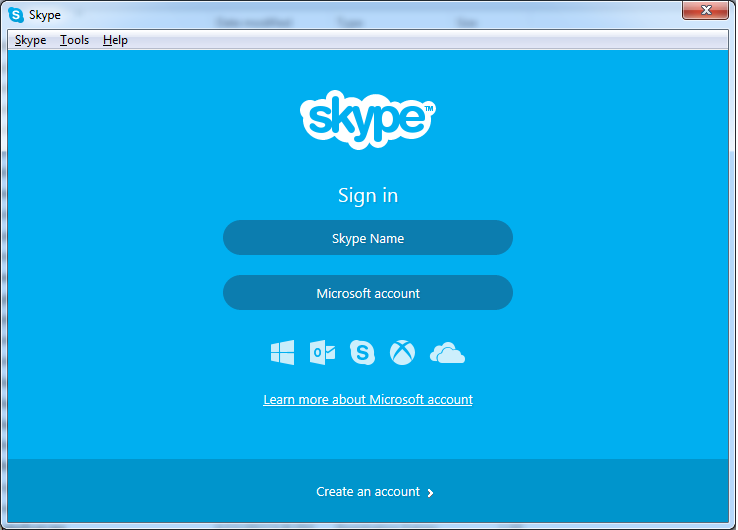 Skype
Skype Tools Help
skype™
Sign in
Skype Name
Microsoft account
Learn more about Microsoft account
Create an account